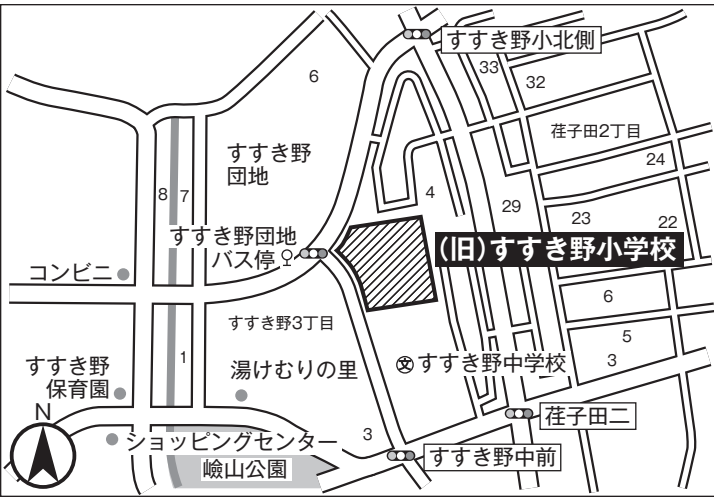 すすき野小北側
33
32
6
荏子田2丁目
すすき野
団地
24
8
7
4
29
23
22
すすき野団地
バス停
(旧)すすき野小学校
コンビニ
6
すすき野3丁目
5
1
3
すすき野
保育園
湯けむりの里
文すすき野中学校
N
荏子田二
3
ショッピングセンター
すすき野中前
嶮山公園